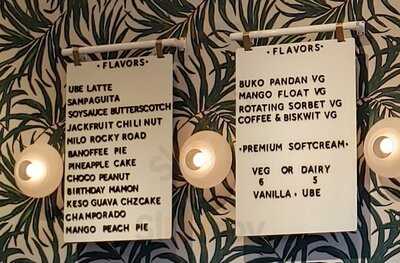 ·FLAVORS·
UBE LATTE
SAMPAGUITA
SOYSAUCE BUTTERSCOTCH
JACKFRUIT CHILI NUT
MILO ROCKY ROAD
BANOFFEE PIE
PINEAPPLE CAKE
CHOCO PEANUT
BIRTHDAY MAMON
KESO GUAVA CHZCAKE
CHAMPORADO
MANGO PEACH PIE
·FLAVORS·
BUKO PANDAN VG
MANGO FLOAT VG
ROTATING SORBET VG
COFFEE & BISKWIT VG
·PREMIUM SOFTCREAM·
VEG OR DAIRY
6 5
VANILLA · UBE